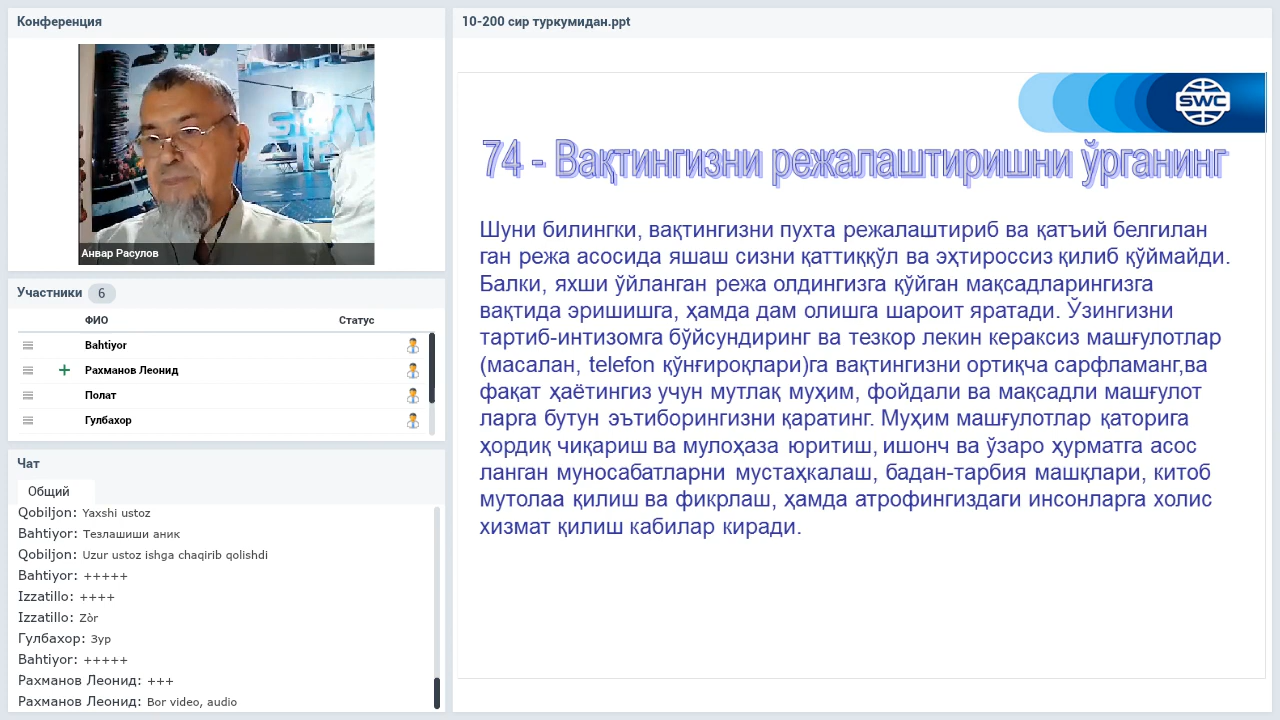 Конференция
Анвар Расулов
Участники 6
ФИО Статус
Bahtiyor
Рахманов Леонид
Полат
Гулбахор
Чат
Общий
Qobiljon: Yaxshi ustoz
Bahtiyor: Тезлашиши аник
Qobiljon: Uzur ustoz ishga chaqirib qolishdi
Bahtiyor: +++++
Izzatillo: ++++
Izzatillo: Zòr
Гулбахор: Зур
Bahtiyor: +++++
Рахманов Леонид: +++
Рахманов Леонид: Bor video, audio
10-200 сир туркумидан.ppt
SWC
74 - Вақтингизни режалаштиришни ўрганинг
Шуни билингки, вақтингизни пухта режалаштириб ва қатъий белгилан
ган режа асосида яшаш сизни қаттиққўл ва эҳтироссиз қилиб қўймайди.
Балки, яхши ўйланган режа олдингизга қўйган мақсадларингизга
вақтида эришишга, ҳамда дам олишга шароит яратади. Ўзингизни
тартиб-интизомга бўйсундиринг ва тезкор лекин кераксиз машғулотлар
(масалан, telefon қўнғироқлари)га вақтингизни ортиқча сарфламанг,ва
фақат ҳаётингиз учун мутлақ муҳим, фойдали ва мақсадли машғулот
ларга бутун эътиборингизни қаратинг. Муҳим машғулотлар қаторига
ҳордиқ чиқариш ва мулоҳаза юритиш, ишонч ва ўзаро ҳурматга асос
ланган муносабатларни мустаҳкалаш, бадан-тарбия машқлари, китоб
мутолаа қилиш ва фикрлаш, ҳамда атрофингиздаги инсонларга холис
хизмат қилиш кабилар киради.